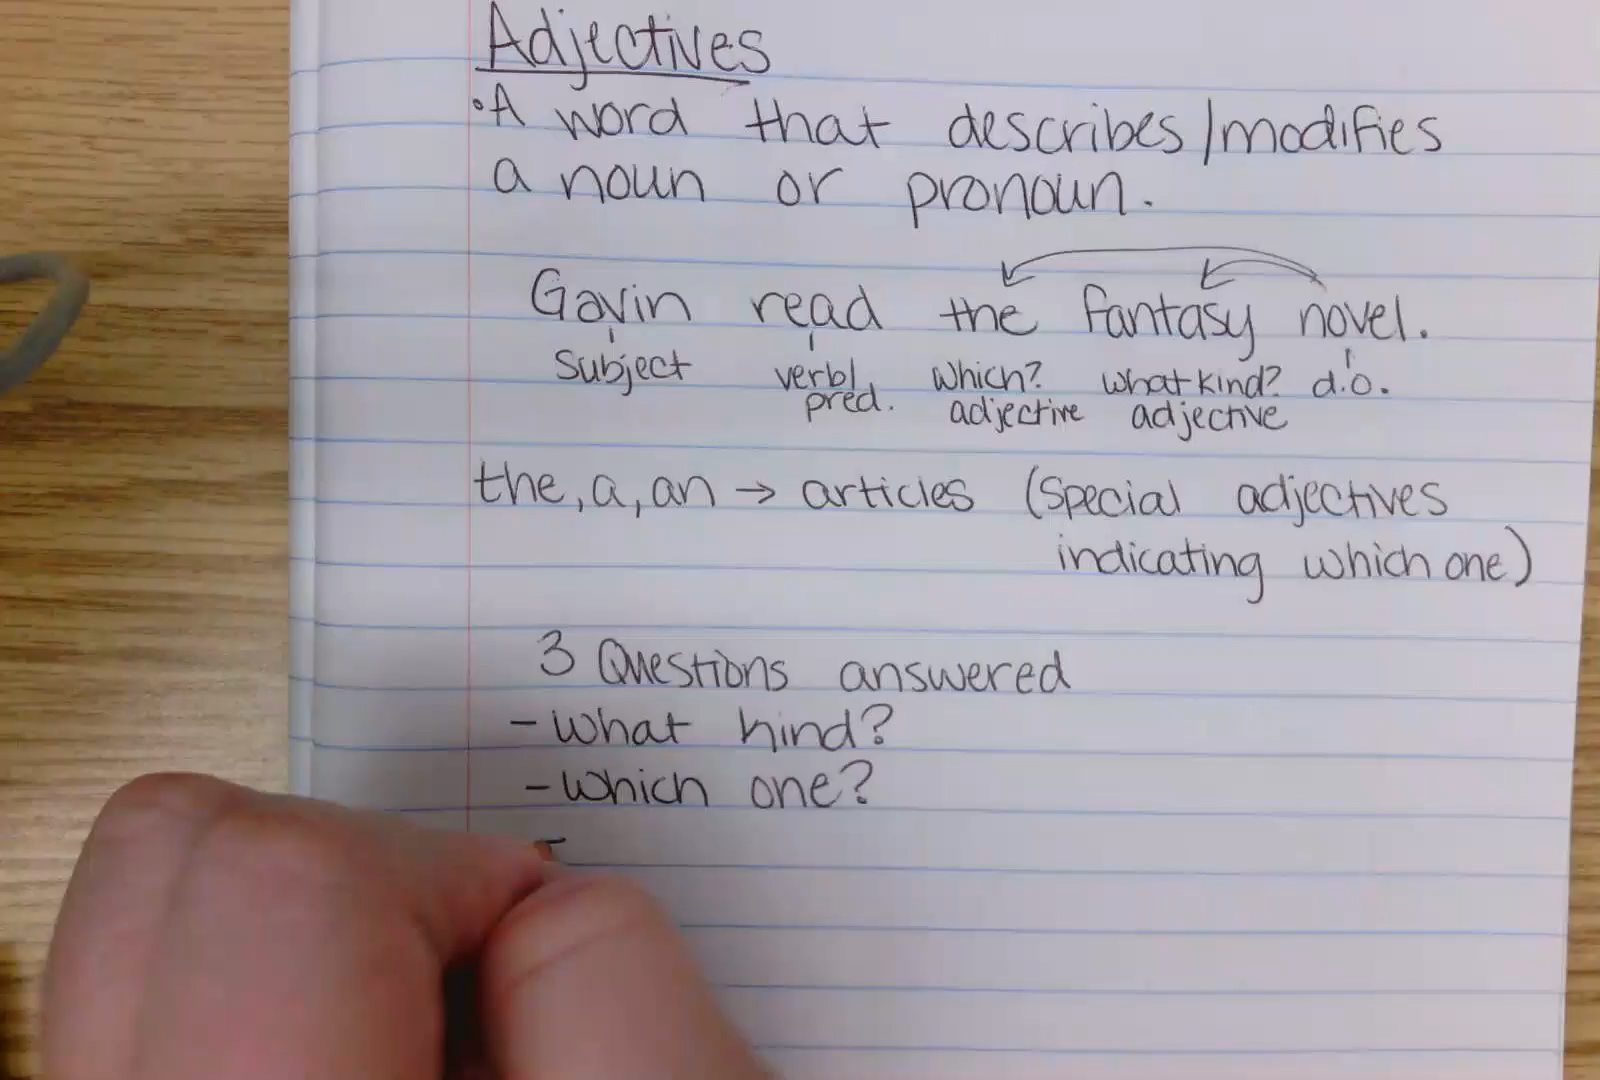 Adjectives
•A word that describes/modifies
a noun or pronoun.
Gavin read the fantasy novel.
Subject verb/ which? what kind? d.o.
pred. adjective adjective
the, a, an → articles (special adjectives
indicating which one)
3 Questions answered
- What kind?
- Which one?
-